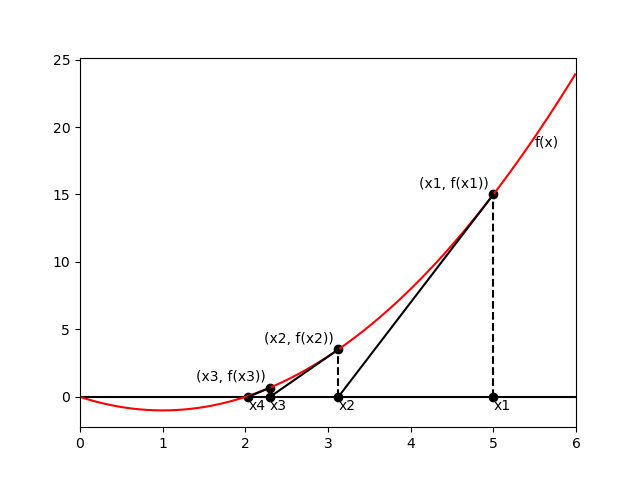 25
20
15
10
5
0
f(x)
(x1, f(x1))
(x2, f(x2))
(x3, f(x3))
x4 x3 x2 x1
0 1 2 3 4 5 6